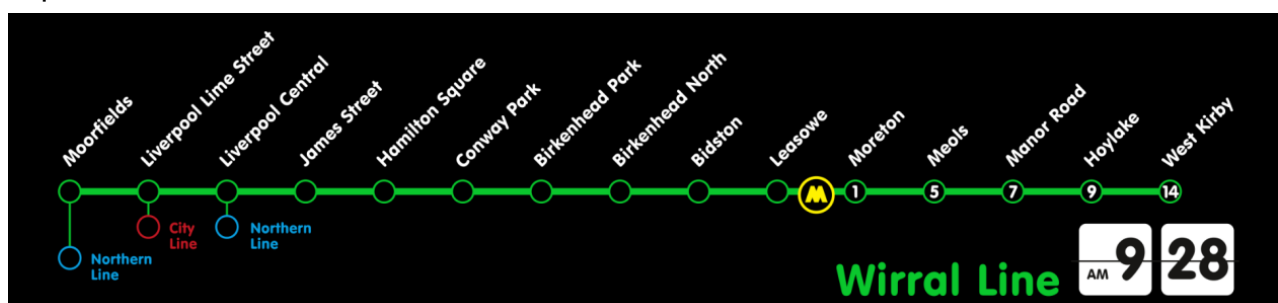 Moorfields
Liverpool Lime Street
Liverpool Central
James Street
Hamilton Square
Conway Park
Birkenhead Park
Birkenhead North
Bidston
Leasowe
Moreton
Meols
Manor Road
Hoylake
West Kirby
M
1
5
7
9
14
City
Line
Northern
Line
Northern
Line
Wirral Line
AM 9 28